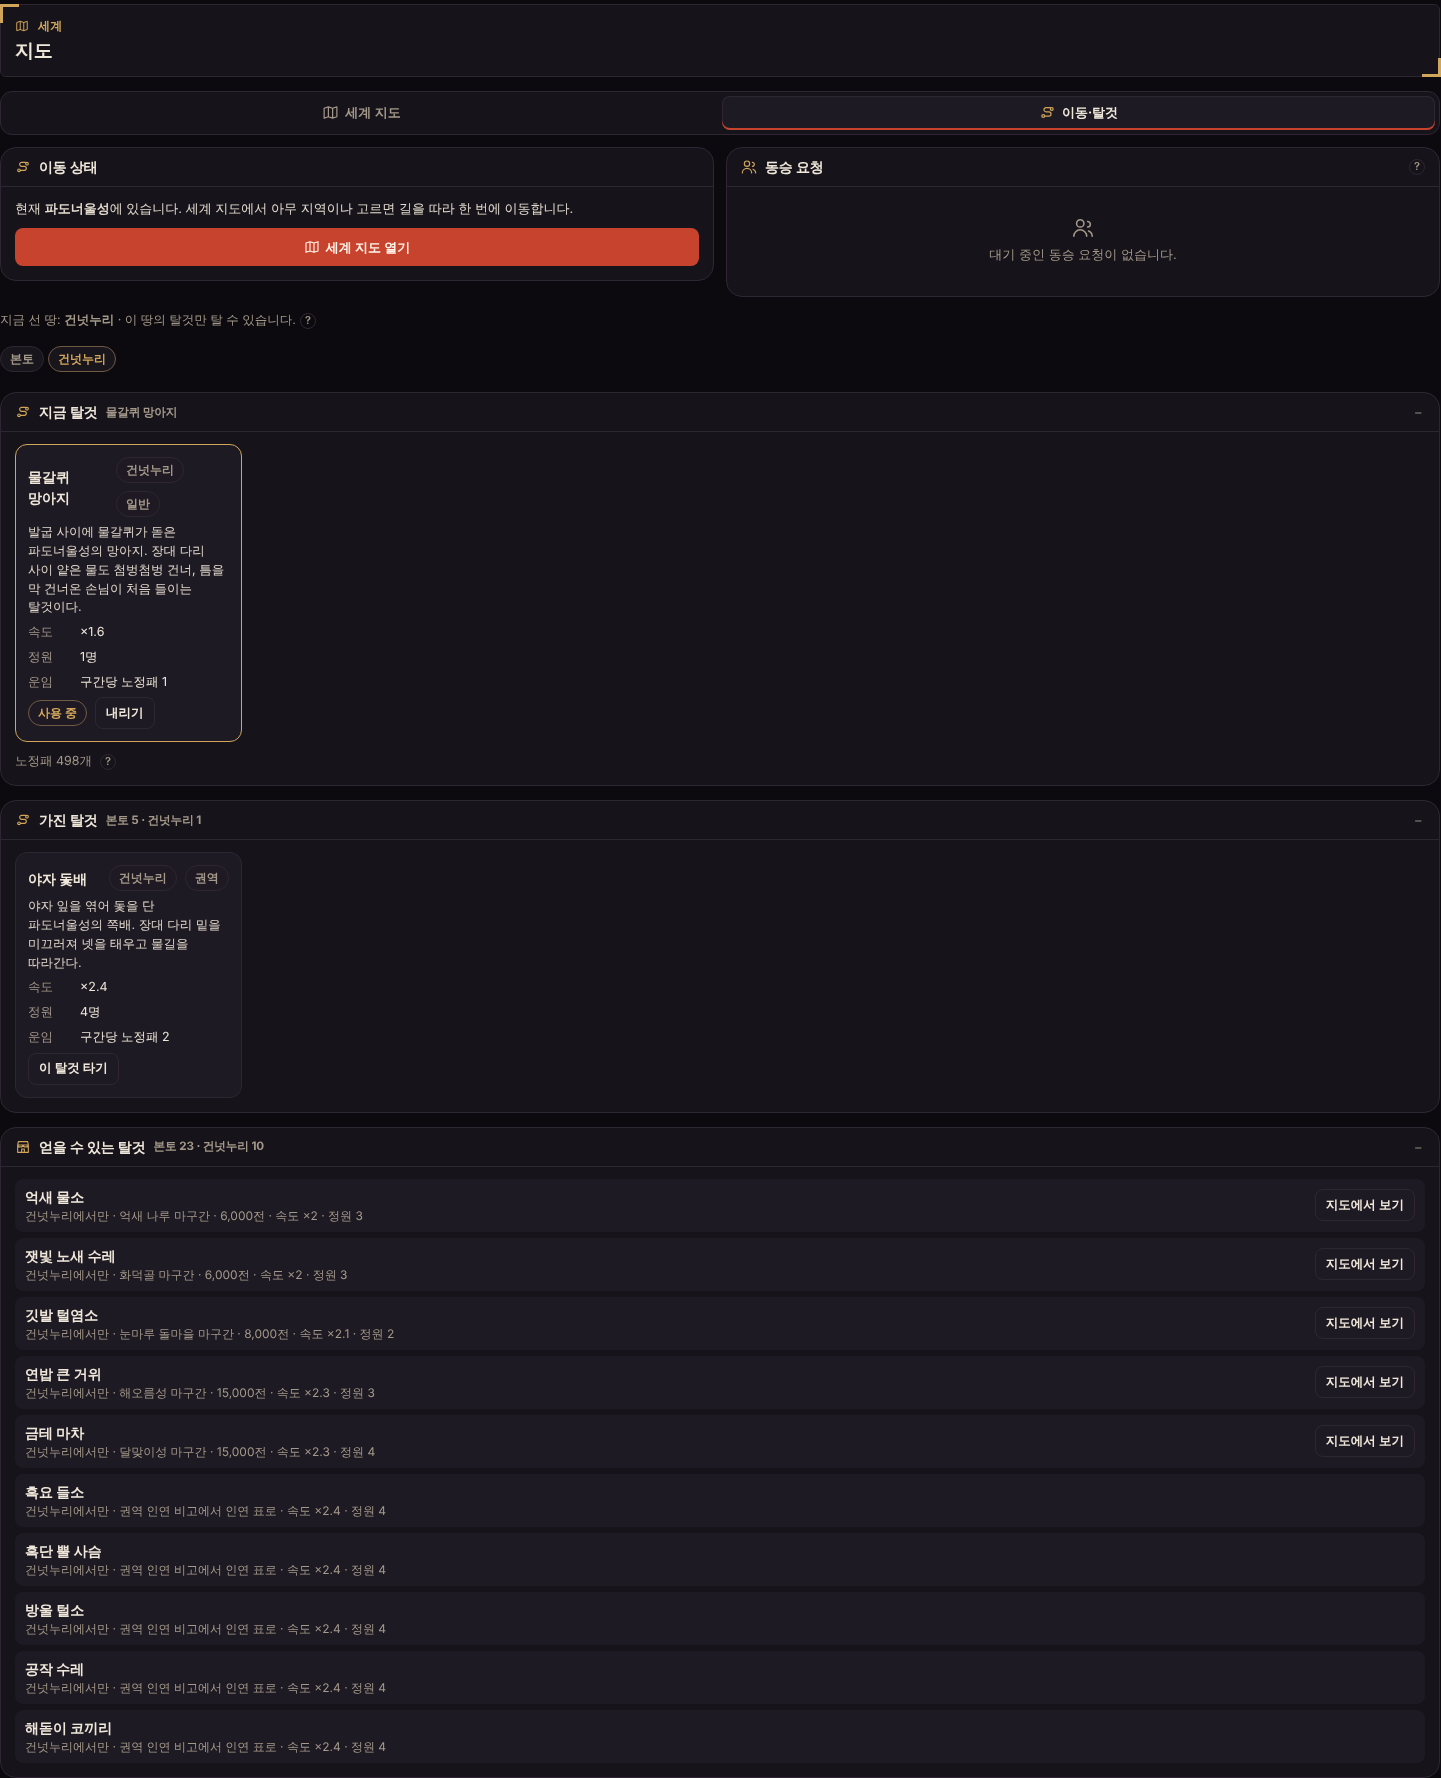 세계
지도
세계 지도
이동·탈것
이동 상태
현재 파도너울성에 있습니다. 세계 지도에서 아무 지역이나 고르면 길을 따라 한 번에 이동합니다.
세계 지도 열기
동승 요청
?
대기 중인 동승 요청이 없습니다.
지금 선 땅: 건넛누리 · 이 땅의 탈것만 탈 수 있습니다. ?
본토 건넛누리
지금 탈것 물갈퀴 망아지 –
물갈퀴
망아지
건넛누리
일반
발굽 사이에 물갈퀴가 돋은
파도너울성의 망아지. 장대 다리
사이 얕은 물도 첨벙첨벙 건너, 틈을
막 건너온 손님이 처음 들이는
탈것이다.
속도 ×1.6
정원 1명
운임 구간당 노정패 1
사용 중 내리기
노정패 498개 ?
가진 탈것 본토 5 · 건넛누리 1 –
야자 돛배 건넛누리 권역
야자 잎을 엮어 돛을 단
파도너울성의 쪽배. 장대 다리 밑을
미끄러져 넷을 태우고 물길을
따라간다.
속도 ×2.4
정원 4명
운임 구간당 노정패 2
이 탈것 타기
얻을 수 있는 탈것 본토 23 · 건넛누리 10 –
억새 물소
건넛누리에서만 · 억새 나루 마구간 · 6,000전 · 속도 ×2 · 정원 3
지도에서 보기
잿빛 노새 수레
건넛누리에서만 · 화덕골 마구간 · 6,000전 · 속도 ×2 · 정원 3
지도에서 보기
깃발 털염소
건넛누리에서만 · 눈마루 돌마을 마구간 · 8,000전 · 속도 ×2.1 · 정원 2
지도에서 보기
연밥 큰 거위
건넛누리에서만 · 해오름성 마구간 · 15,000전 · 속도 ×2.3 · 정원 3
지도에서 보기
금테 마차
건넛누리에서만 · 달맞이성 마구간 · 15,000전 · 속도 ×2.3 · 정원 4
지도에서 보기
흑요 들소
건넛누리에서만 · 권역 인연 비고에서 인연 표로 · 속도 ×2.4 · 정원 4
흑단 뿔 사슴
건넛누리에서만 · 권역 인연 비고에서 인연 표로 · 속도 ×2.4 · 정원 4
방울 털소
건넛누리에서만 · 권역 인연 비고에서 인연 표로 · 속도 ×2.4 · 정원 4
공작 수레
건넛누리에서만 · 권역 인연 비고에서 인연 표로 · 속도 ×2.4 · 정원 4
해돋이 코끼리
건넛누리에서만 · 권역 인연 비고에서 인연 표로 · 속도 ×2.4 · 정원 4